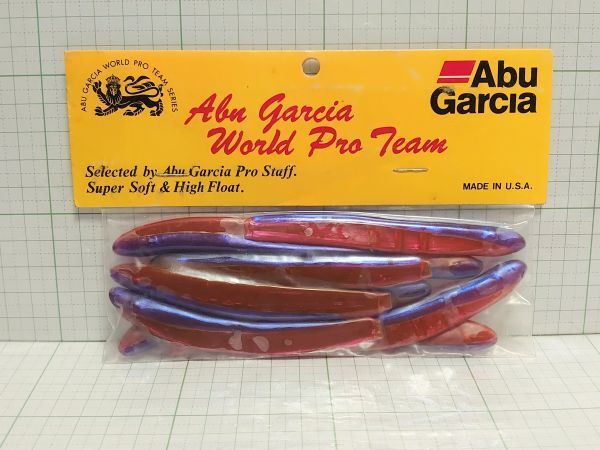 ABU GARCIA WORLD PRO TEAM SERIES
Abu Garcia
World Pro Team
Abu
Garcia
Selected by Abu Garcia Pro Staff.
Super Soft & High Float.
MADE IN U.S.A.